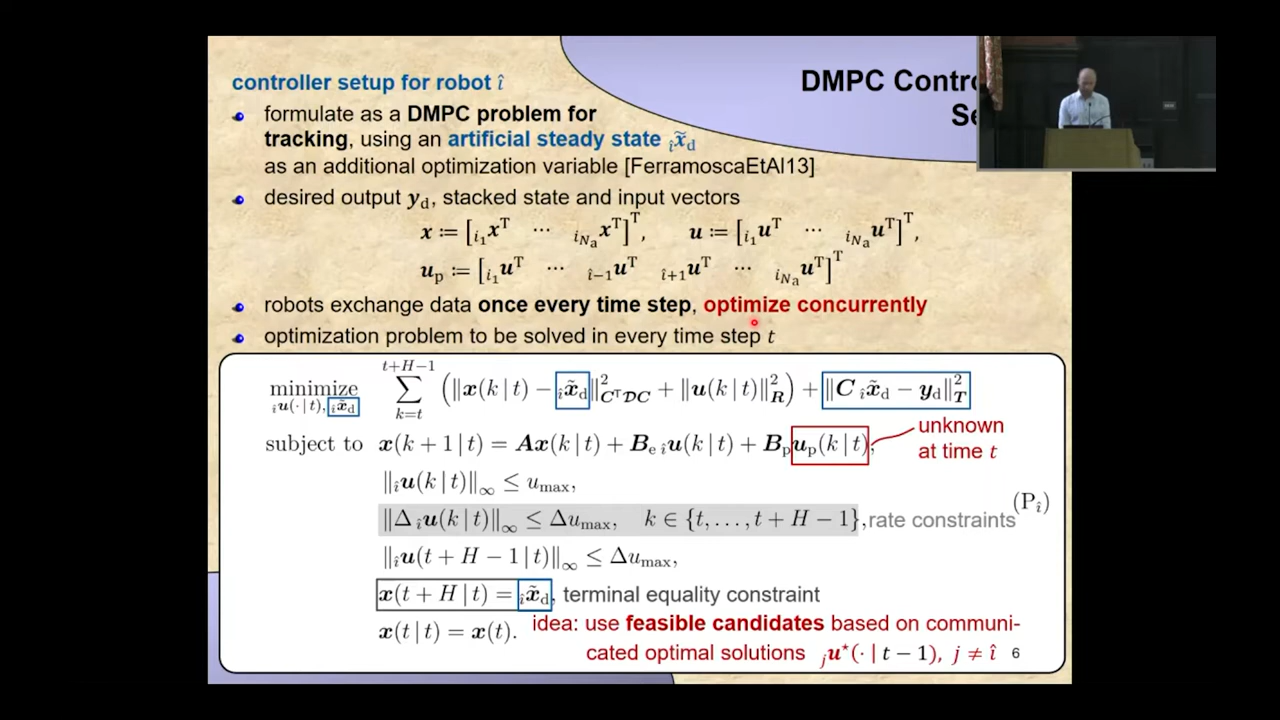 DMPC Contro
Se
controller setup for robot î
formulate as a DMPC problem for
tracking, using an artificial steady state îx̃d
as an additional optimization variable [FerramoscaEtAl13]
desired output yd, stacked state and input vectors
x ≔ [i₁xᵀ ⋯ iNₐxᵀ]ᵀ, u ≔ [i₁uᵀ ⋯ iNₐuᵀ]ᵀ,
uₚ ≔ [i₁uᵀ ⋯ î−1uᵀ î+1uᵀ ⋯ iNₐuᵀ]ᵀ
robots exchange data once every time step, optimize concurrently
optimization problem to be solved in every time step t
minimize îu(· | t), îx̃d ∑ k=t t+H−1 (‖x(k | t) − îx̃d‖²CᵀDC + ‖u(k | t)‖²R) + ‖C îx̃d − yd‖²T
subject to x(k + 1 | t) = Ax(k | t) + Bₑ îu(k | t) + Bₚuₚ(k | t),
unknown
at time t
‖îu(k | t)‖∞ ≤ umax,
(Pî)
‖Δ îu(k | t)‖∞ ≤ Δumax, k ∈ {t, . . . , t + H − 1}, rate constraints
‖îu(t + H − 1 | t)‖∞ ≤ Δumax,
x(t + H | t) = îx̃d, terminal equality constraint
x(t | t) = x(t).
idea: use feasible candidates based on communi-
cated optimal solutions ju*(· | t − 1), j ≠ î
6